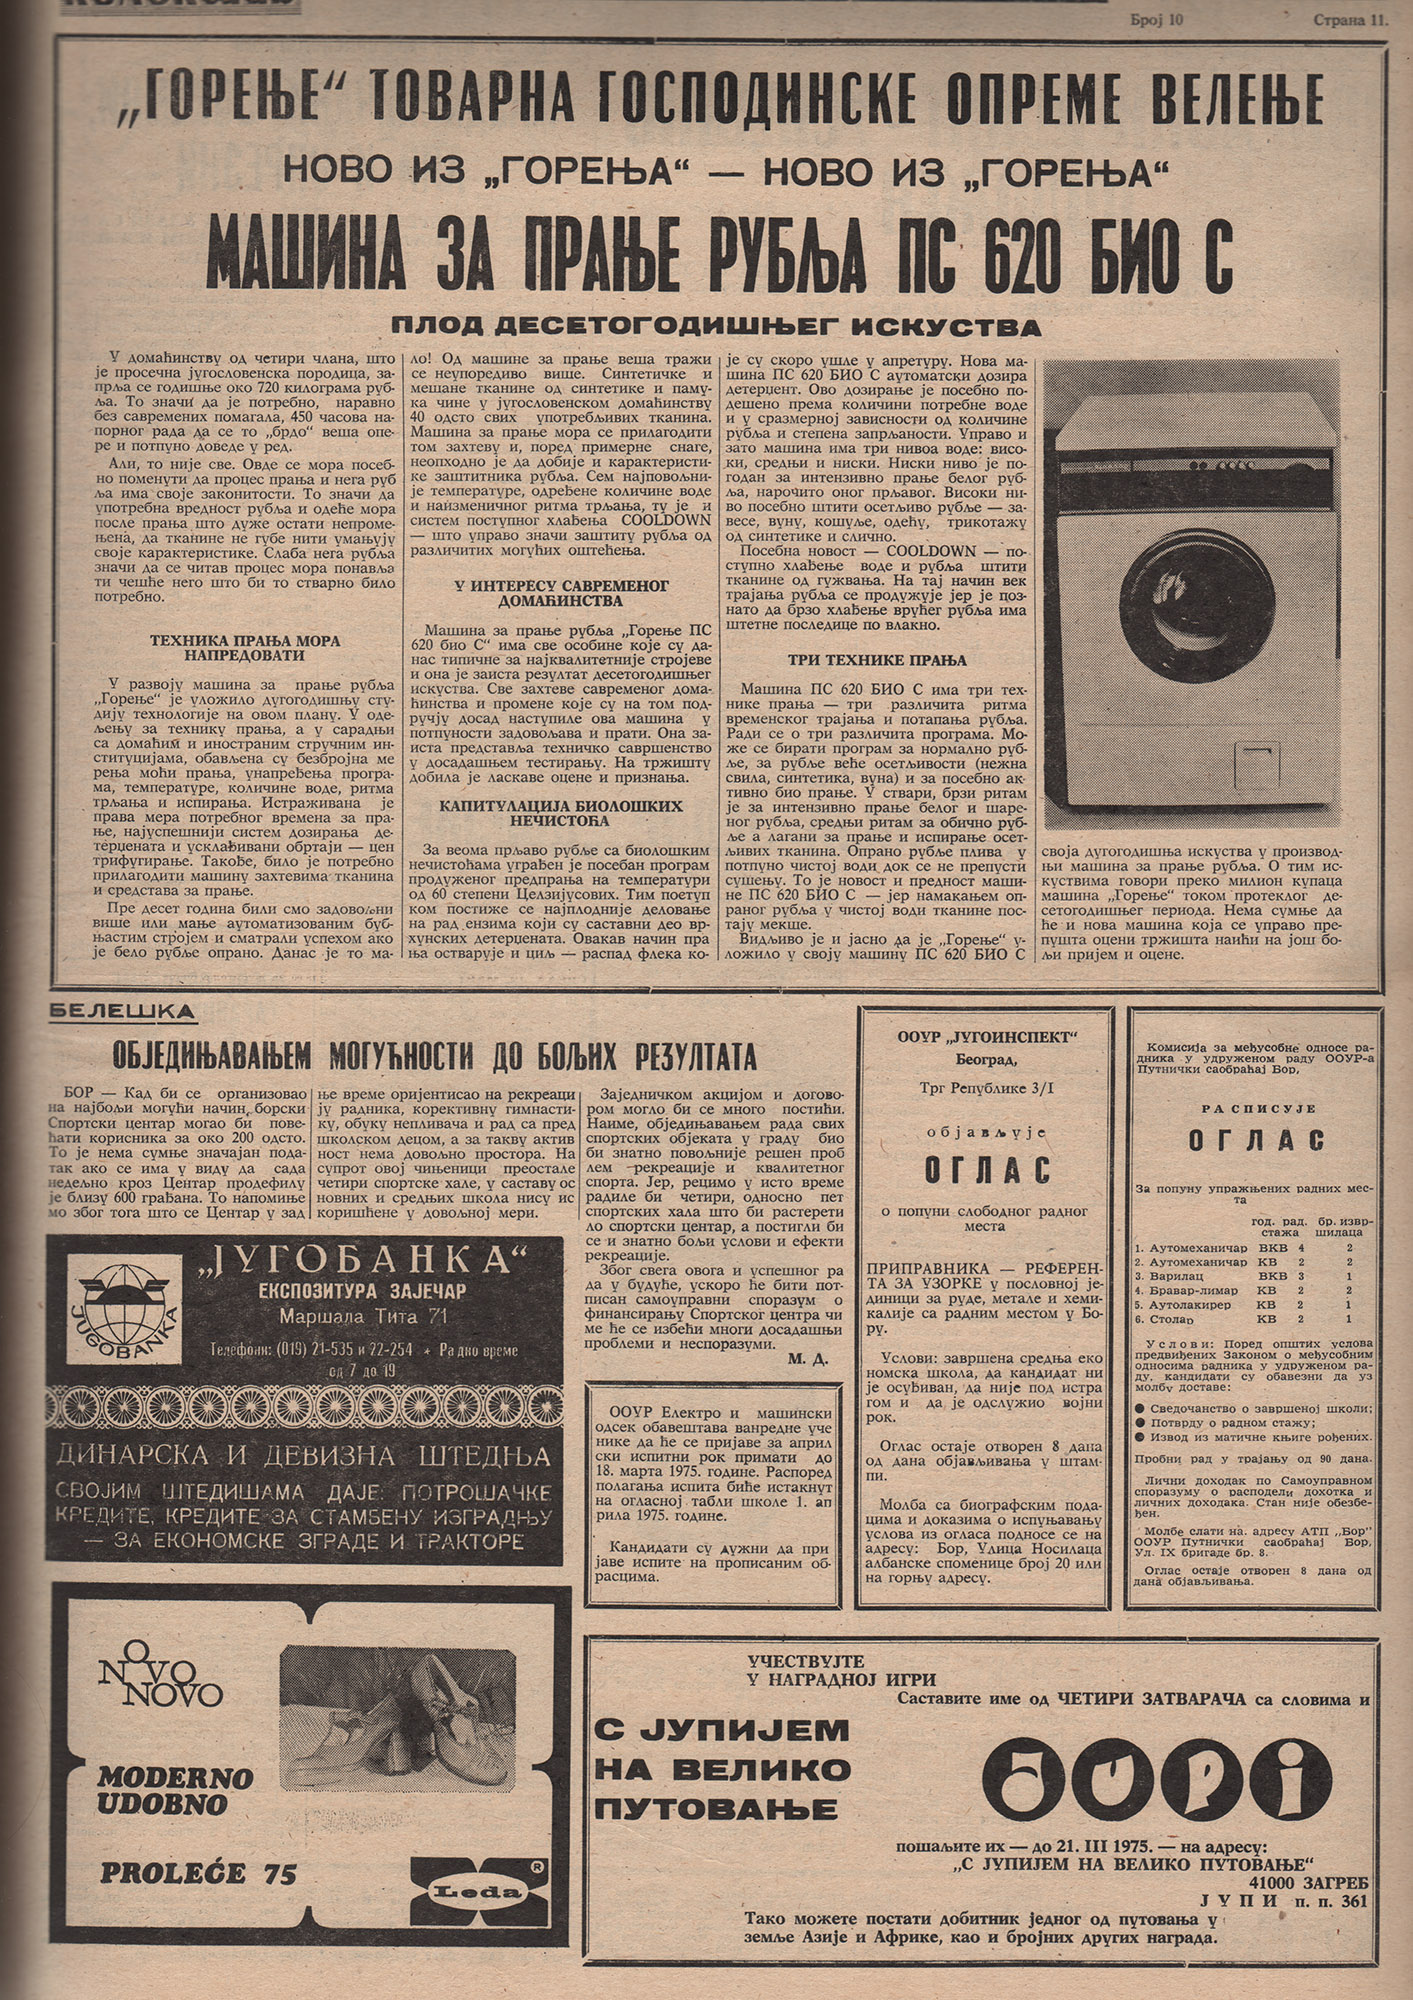 Број 10 Страна 11.
„ГОРЕЊЕ“ ТОВАРНА ГОСПОДИНСКЕ ОПРЕМЕ ВЕЛЕЊЕ
НОВО ИЗ „ГОРЕЊА“ — НОВО ИЗ „ГОРЕЊА“
МАШИНА ЗА ПРАЊЕ РУБЉА ПС 620 БИО С
ПЛОД ДЕСЕТОГОДИШЊЕГ ИСКУСТВА
У домаћинству од четири члана, што
је просечна југословенска породица, за-
прља се годишње око 720 килограма руб-
ља. То значи да је потребно, наравно
без савремених помагала, 450 часова на-
порног рада да се то „брдо“ веша опе-
ре и потпуно доведе у ред.
Али, то није све. Овде се мора посеб-
но поменути да процес прања и нега руб
ља има своје законитости. То значи да
употребна вредност рубља и одеће мора
после прања што дуже остати непроме-
њена, да тканине не губе нити умањују
своје карактеристике. Слаба нега рубља
значи да се читав процес мора понавља
ти чешће него што би то стварно било
потребно.
ТЕХНИКА ПРАЊА МОРА
НАПРЕДОВАТИ
У развоју машина за прање рубља
„Горење“ је уложило дугогодишњу сту-
дију технологије на овом плану. У оде-
љењу за технику прања, а у сарадњи
са домаћим и иностраним стручним ин-
ституцијама, обављена су безбројна ме
рења моћи прања, унапређења програ-
ма, температуре, количине воде, ритма
трљања и испирања. Истраживана је
права мера потребног времена за пра-
ње, најуспешнији систем дозирања де-
терџената и усклађивани обртаји — цен
трифугирање. Такође, било је потребно
прилагодити машину захтевима тканина
и средстава за прање.
Пре десет година били смо задовољни
више или мање аутоматизованим буб-
њастим стројем и сматрали успехом ако
је бело рубље опрано. Данас је то ма-
ло! Од машине за прање веша тражи
се неупоредиво више. Синтетичке и
мешане тканине од синтетике и паму-
ка чине у југословенском домаћинству
40 одсто свих употребљивих тканина.
Машина за прање мора се прилагодити
том захтеву и, поред примерне снаге,
неопходно је да добије и карактеристи-
ке заштитника рубља. Сем најповољни-
је температуре, одређене количине воде
и наизменичног ритма трљања, ту је и
систем поступног хлађења COOLDOWN
— што управо значи заштиту рубља од
различитих могућих оштећења.
У ИНТЕРЕСУ САВРЕМЕНОГ
ДОМАЋИНСТВА
Машина за прање рубља „Горење ПС
620 био С“ има све особине које су да-
нас типичне за најквалитетније стројеве
и она је заиста резултат десетогодишњег
искуства. Све захтеве савременог дома-
ћинства и промене које су на том под-
ручју досад наступиле ова машина у
потпуности задовољава и прати. Она за-
иста представља техничко савршенство
у досадашњем тестирању. На тржишту
добила је ласкаве оцене и признања.
КАПИТУЛАЦИЈА БИОЛОШКИХ
НЕЧИСТОЋА
За веома прљаво рубље са биолошким
нечистоћама уграђен је посебан програм
продуженог предпрања на температури
од 60 степени Целзијусових. Тим поступ
ком постиже се најплодније деловање
на рад ензима који су саставни део вр-
хунских детерџената. Овакав начин пра
ња остварује и циљ — распад флека ко-
је су скоро ушле у апретуру. Нова ма-
шина ПС 620 БИО С аутоматски дозира
детерџент. Ово дозирање је посебно по-
дешено према количини потребне воде
и у сразмерној зависности од количине
рубља и степена запрљаности. Управо и
зато машина има три нивоа воде: висо-
ки, средњи и ниски. Ниски ниво је по-
годан за интензивно прање белог руб-
ља, нарочито оног прљавог. Високи ни-
во посебно штити осетљиво рубље — за-
весе, вуну, кошуље, одећу, трикотажу
од синтетике и слично.
Посебна новост — COOLDOWN — по-
ступно хлађење воде и рубља штити
тканине од гужвања. На тај начин век
трајања рубља се продужује јер је поз-
нато да брзо хлађење врућег рубља има
штетне последице по влакно.
ТРИ ТЕХНИКЕ ПРАЊА
Машина ПС 620 БИО С има три тех-
нике прања — три различита ритма
временског трајања и потапања рубља.
Ради се о три различита програма. Мо-
же се бирати програм за нормално руб-
ље, за рубље веће осетљивости (нежна
свила, синтетика, вуна) и за посебно ак-
тивно био прање. У ствари, брзи ритам
је за интензивно прање белог и шаре-
ног рубља, средњи ритам за обично руб-
ље а лагани за прање и испирање осет-
љивих тканина. Опрано рубље плива у
потпуно чистој води док се не препусти
сушењу. То је новост и предност маши-
не ПС 620 БИО С — јер намакањем оп-
раног рубља у чистој води тканине пос-
тају мекше.
Видљиво је и јасно да је „Горење“ у-
ложило у своју машину ПС 620 БИО С
своја дугогодишња искуства у производ-
њи машина за прање рубља. О тим ис-
куствима говори преко милион купаца
машина „Горење“ током протеклог де-
сетогодишњег периода. Нема сумње да
ће и нова машина која се управо пре-
пушта оцени тржишта наићи на још бо-
љи пријем и оцене.
БЕЛЕШКА
ОБЈЕДИЊАВАЊЕМ МОГУЋНОСТИ ДО БОЉИХ РЕЗУЛТАТА
БОР — Кад би се организовао
на најбољи могући начин, борски
Спортски центар могао би пове-
ћати корисника за око 200 одсто.
То је нема сумње значајан пода-
так ако се има у виду да сада
недељно кроз Центар продефилу
је близу 600 грађана. То напомиње
мо због тога што се Центар у зад
ње време оријентисао на рекреаци
ју радника, корективну гимнасти-
ку, обуку непливача и рад са пред
школском децом, а за такву актив
ност нема довољно простора. На
супрот овој чињеници преостале
четири спортске хале, у саставу ос
новних и средњих школа нису ис
коришћене у довољној мери.
Заједничком акцијом и догово-
ром могло би се много постићи.
Наиме, обједињавањем рада свих
спортских објеката у граду био
би знатно повољније решен проб
лем рекреације и квалитетног
спорта. Јер, рецимо у исто време
радиле би четири, односно пет
спортских хала што би растерети
ло спортски центар, а постигли би
се и знатно бољи услови и ефекти
рекреације.
Због свега овога и успешног ра
да у будуће, ускоро ће бити пот-
писан самоуправни споразум о
финансирању Спортског центра чи
ме ће се избећи многи досадашњи
проблеми и неспоразуми.
М. Д.
„ЈУГОБАНКА“
ЕКСПОЗИТУРА ЗАЈЕЧАР
Маршала Тита 71
Телефони: (019) 21-535 и 22-254 * Радно време
од 7 до 19
JUGOBANKA
ДИНАРСКА И ДЕВИЗНА ШТЕДЊА
СВОЈИМ ШТЕДИШАМА ДАЈЕ: ПОТРОШАЧКЕ
КРЕДИТЕ, КРЕДИТЕ ЗА СТАМБЕНУ ИЗГРАДЊУ
— ЗА ЕКОНОМСКЕ ЗГРАДЕ И ТРАКТОРЕ
ООУР Електро и машински
одсек обавештава ванредне уче
нике да ће се пријаве за април
ски испитни рок примати до
18. марта 1975. године. Распоред
полагања испита биће истакнут
на огласној табли школе 1. ап
рила 1975. године.
Кандидати су дужни да при
јаве испите на прописаним об-
расцима.
ООУР „ЈУГОИНСПЕКТ“
Београд,
Трг Републике 3/I
објављује
ОГЛАС
о попуни слободног радног
места
ПРИПРАВНИКА — РЕФЕРЕН-
ТА ЗА УЗОРКЕ у пословној је-
диници за руде, метале и хеми-
калије са радним местом у Бо-
ру.
Услови: завршена средња еко
номска школа, да кандидат ни
је осуђиван, да није под истра
гом и да је одслужио војни
рок.
Оглас остаје отворен 8 дана
од дана објављивања у штам-
пи.
Молба са биографским пода-
цима и доказима о испуњавању
услова из огласа подносе се на
адресу: Бор, Улица Носилаца
албанске споменице број 20 или
на горњу адресу.
Комисија за међусобне односе ра-
дника у удруженом раду ООУР-а
Путнички саобраћај Бор,
РАСПИСУЈЕ
ОГЛАС
За попуну упражњених радних мес-
та
год. рад. бр. извр-
стажа шилаца
1. Аутомеханичар ВКВ 4 2
2. Аутомеханичар КВ 2 2
3. Варилац ВКВ 3 1
4. Бравар-лимар КВ 2 2
5. Аутолакирер КВ 2 1
6. Столар КВ 2 1
Услови: Поред општих услова
предвиђених Законом о међусобним
односима радника у удруженом ра-
ду, кандидати су обавезни да уз
молбу доставе:
● Сведочанство о завршеној школи;
● Потврду о радном стажу;
● Извод из матичне књиге рођених.
Пробни рад у трајању од 90 дана.
Лични доходак по Самоуправном
споразуму о расподели дохотка и
личних доходака. Стан није обезбе-
ђен.
Молбе слати на адресу АТП „Бор“
ООУР Путнички саобраћај Бор,
Ул. IX бригаде бр. 8.
Оглас остаје отворен 8 дана од
дана објављивања.
O
NOVO
NOVO
MODERNO
UDOBNO
PROLEĆE 75
Leda ®
УЧЕСТВУЈТЕ
У НАГРАДНОЈ ИГРИ
Саставите име од ЧЕТИРИ ЗАТВАРАЧА са словима и
С ЈУПИЈЕМ
НА ВЕЛИКО
ПУТОВАЊЕ
JUPI
пошаљите их — до 21. III 1975. — на адресу:
„С ЈУПИЈЕМ НА ВЕЛИКО ПУТОВАЊЕ“
41000 ЗАГРЕБ
ЈУПИ п. п. 361
Тако можете постати добитник једног од путовања у
земље Азије и Африке, као и бројних других награда.